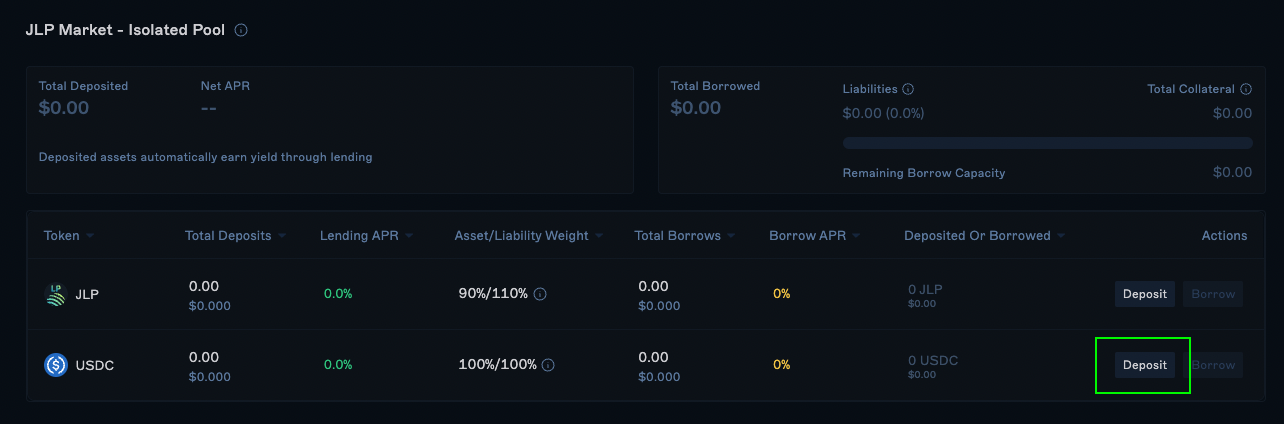 JLP Market - Isolated Pool
Total Deposited
$0.00
Net APR
--
Deposited assets automatically earn yield through lending
Total Borrowed
$0.00
Liabilities
$0.00 (0.0%)
Total Collateral
$0.00
Remaining Borrow Capacity
$0.00
Token Total Deposits Lending APR Asset/Liability Weight Total Borrows Borrow APR Deposited Or Borrowed Actions
LP
JLP 0.00 0.0% 90%/110% 0.00 0% 0 JLP Deposit Borrow
$0.000 $0.000 $0.00
USDC 0.00 0.0% 100%/100% 0.00 0% 0 USDC Deposit Borrow
$0.000 $0.000 $0.00